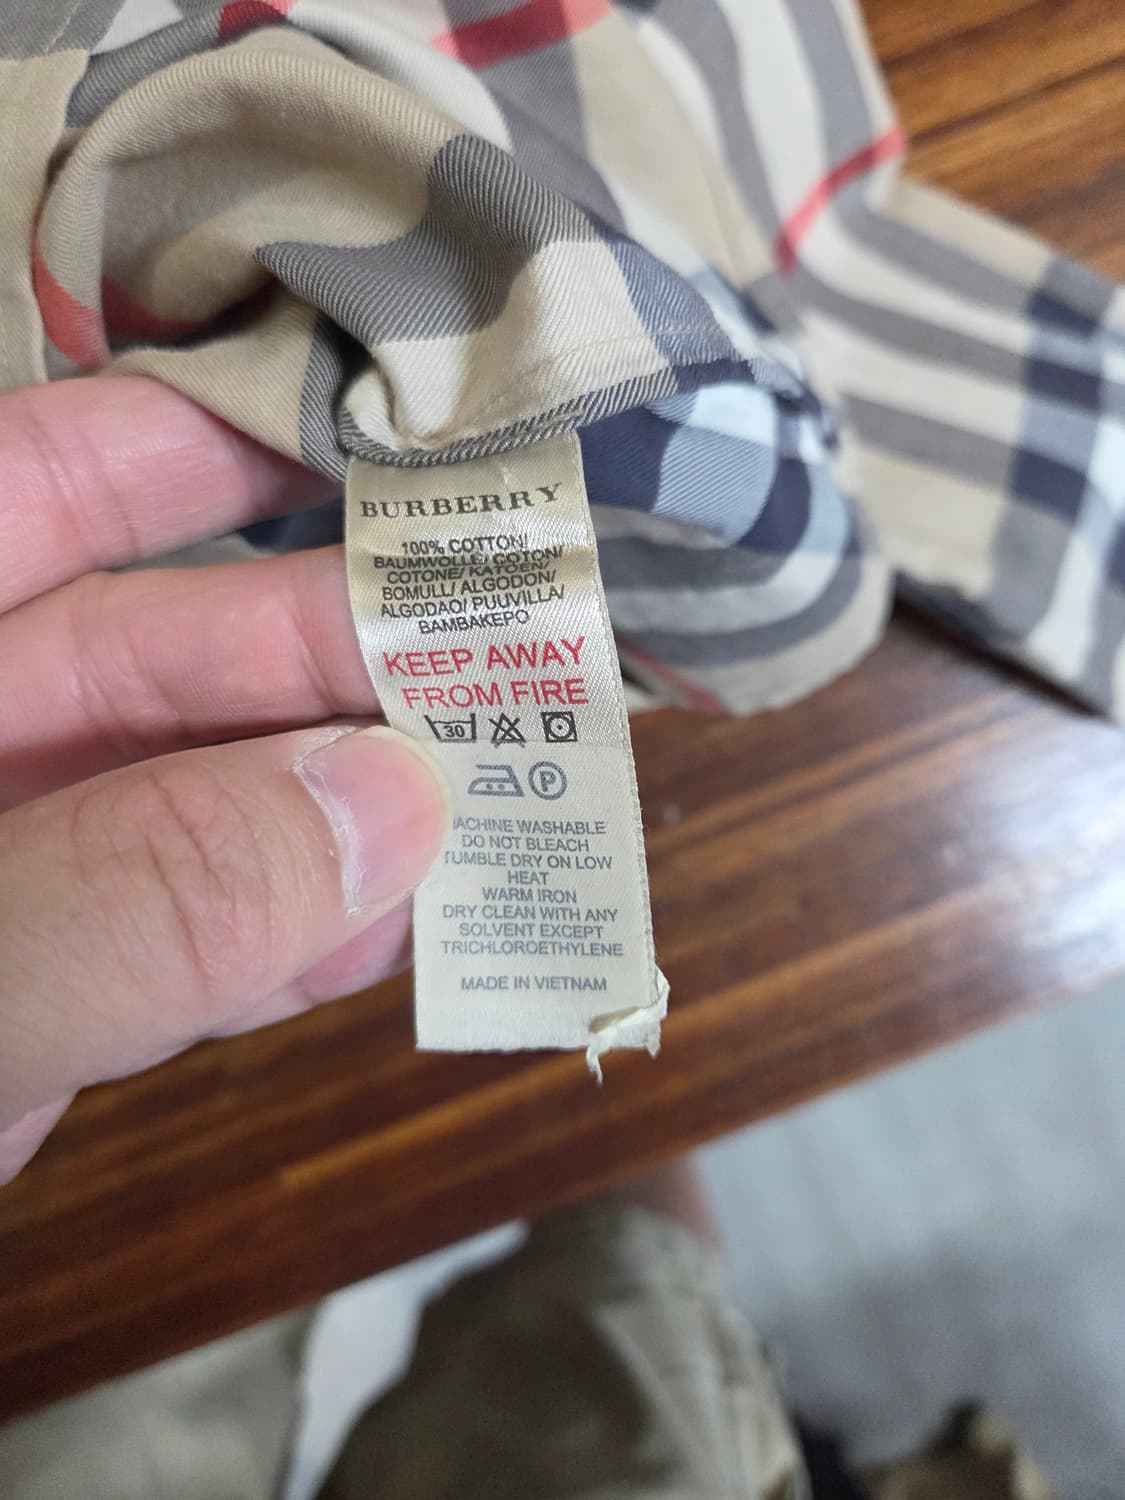 BURBERRY
100% COTTON/
BAUMWOLLE/ COTON/
COTONE/ KATOEN/
BOMULL/ ALGODON/
ALGODAO/ PUUVILLA/
BAMBAKEPO
KEEP AWAY
FROM FIRE
30
P
ACHINE WASHABLE
DO NOT BLEACH
TUMBLE DRY ON LOW
HEAT
WARM IRON
DRY CLEAN WITH ANY
SOLVENT EXCEPT
TRICHLOROETHYLENE
MADE IN VIETNAM